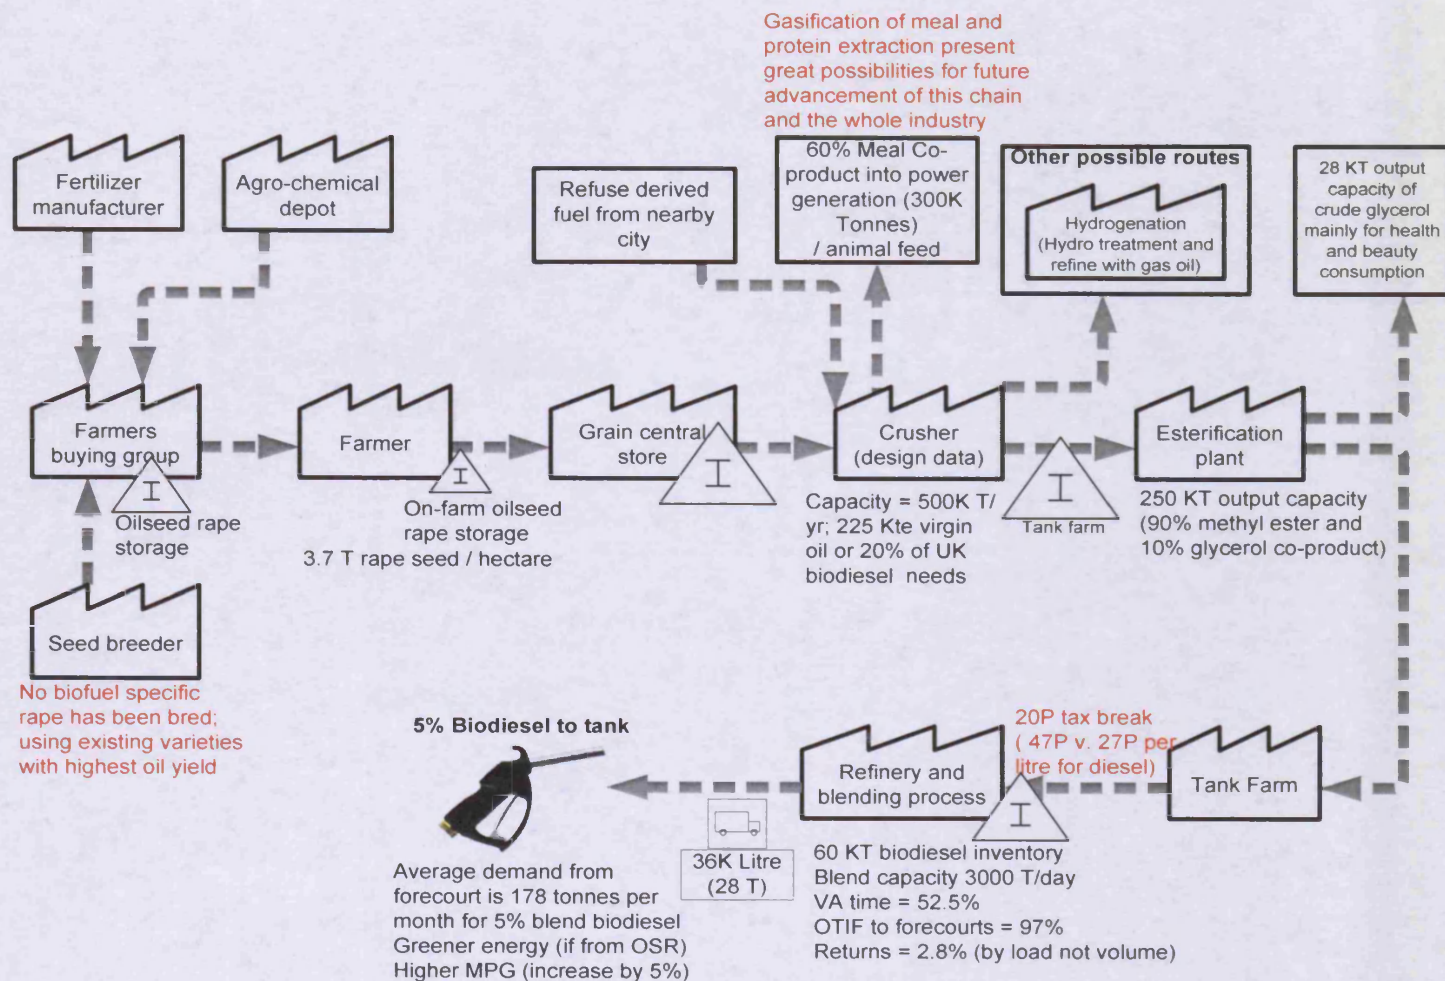 Gasification of meal and
protein extraction present
great possibilities for future
advancement of this chain
and the whole industry
Fertilizer
manufacturer
Agro-chemical
depot
Refuse derived
fuel from nearby
city
60% Meal Co-
product into power
generation (300K
Tonnes)
/ animal feed
Other possible routes
Hydrogenation
(Hydro treatment and
refine with gas oil)
28 KT output
capacity of
crude glycerol
mainly for health
and beauty
consumption
Farmers
buying group
I
Oilseed rape
storage
Farmer
I
On-farm oilseed
rape storage
3.7 T rape seed / hectare
Grain central
store
I
Crusher
(design data)
Capacity = 500K T/
yr; 225 Kte virgin
oil or 20% of UK
biodiesel needs
I
Tank farm
Esterification
plant
250 KT output capacity
(90% methyl ester and
10% glycerol co-product)
Seed breeder
No biofuel specific
rape has been bred;
using existing varieties
with highest oil yield
5% Biodiesel to tank
Average demand from
forecourt is 178 tonnes per
month for 5% blend biodiesel
Greener energy (if from OSR)
Higher MPG (increase by 5%)
36K Litre
(28 T)
Refinery and
blending process
I
60 KT biodiesel inventory
Blend capacity 3000 T/day
VA time = 52.5%
OTIF to forecourts = 97%
Returns = 2.8% (by load not volume)
20P tax break
( 47P v. 27P per
litre for diesel)
Tank Farm